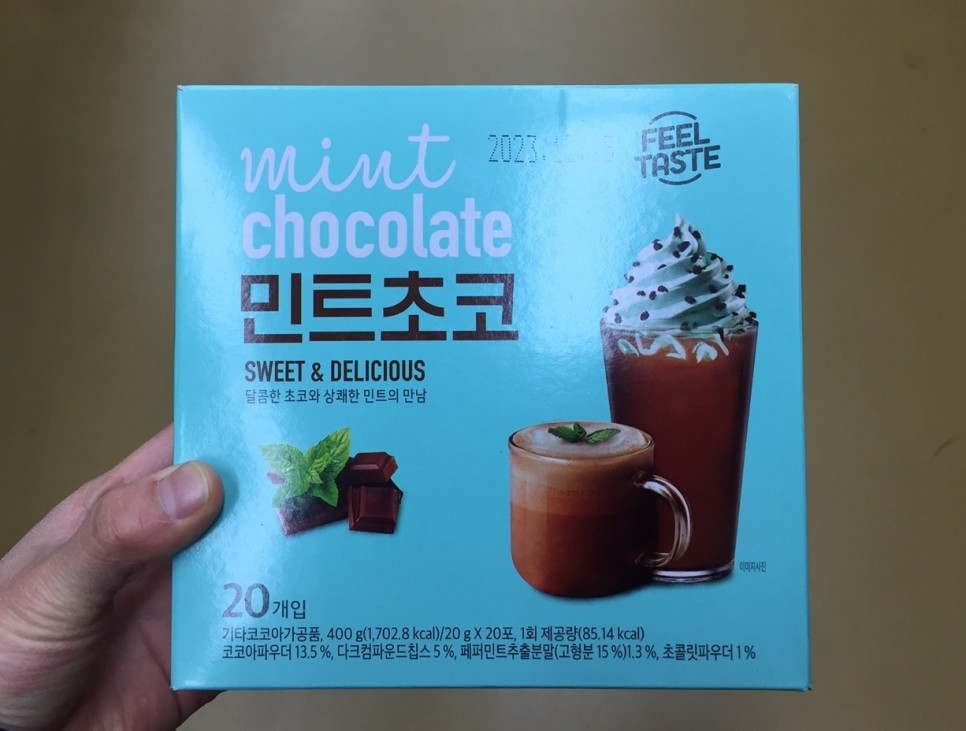 mint
chocolate
민트초코
SWEET & DELICIOUS
달콤한 초코와 상쾌한 민트의 만남
FEEL
TASTE
이미지사진
20개입
기타코코아가공품, 400 g(1,702.8 kcal)/20 g X 20포, 1회 제공량(85.14 kcal)
코코아파우더 13.5 %, 다크컴파운드칩스 5 %, 페퍼민트추출분말(고형분 15 %)1.3 %, 초콜릿파우더 1 %